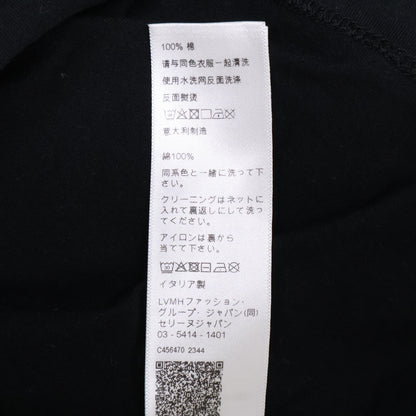 100% 棉
请与同色衣服一起清洗
使用水洗网反面洗涤
反面熨烫
意大利制造
綿100%
同系色と一緒に洗って下
さい。
クリーニングはネットに
入れて裏返しにして洗っ
てください。
アイロンは裏から
当てて下さい。
イタリア製
LVMHファッション・
グループ・ジャパン(同)
セリーヌジャパン
03 - 5414 - 1401
C456470 2344